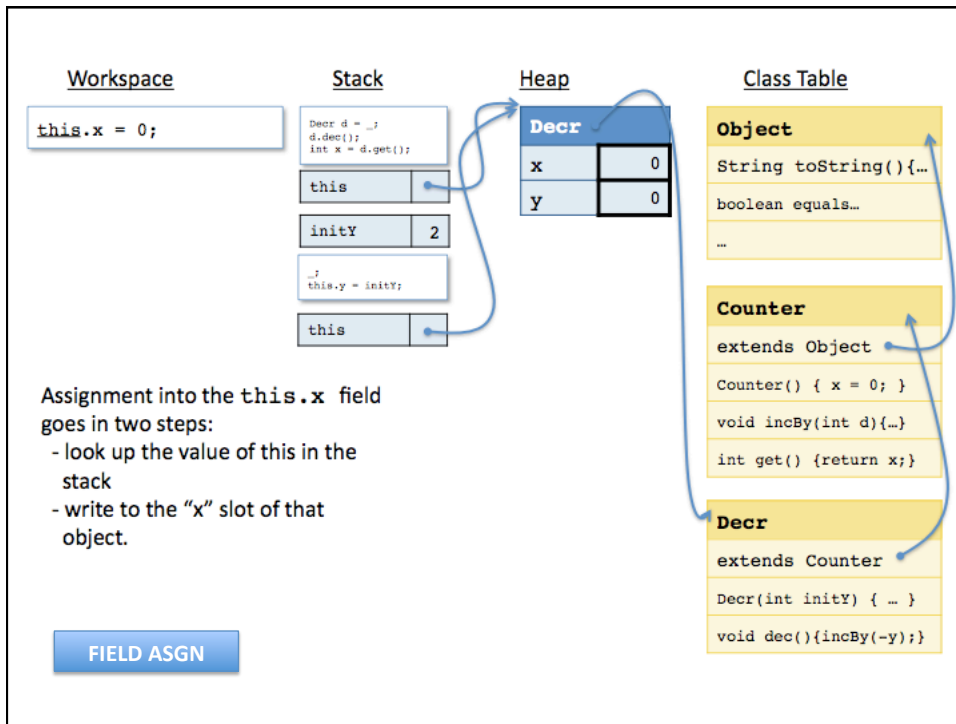 Workspace
Stack
Heap
Class Table
this.x = 0;
Decr d = _;
d.dec();
int x = d.get();
this
initY 2
_;
this.y = initY;
this
Decr
x 0
y 0
Object
String toString(){…
boolean equals…
…
Counter
extends Object
Counter() { x = 0; }
void incBy(int d){…}
int get() {return x;}
Decr
extends Counter
Decr(int initY) { … }
void dec(){incBy(-y);}
Assignment into the this.x field
goes in two steps:
- look up the value of this in the
stack
- write to the “x” slot of that
object.
FIELD ASGN